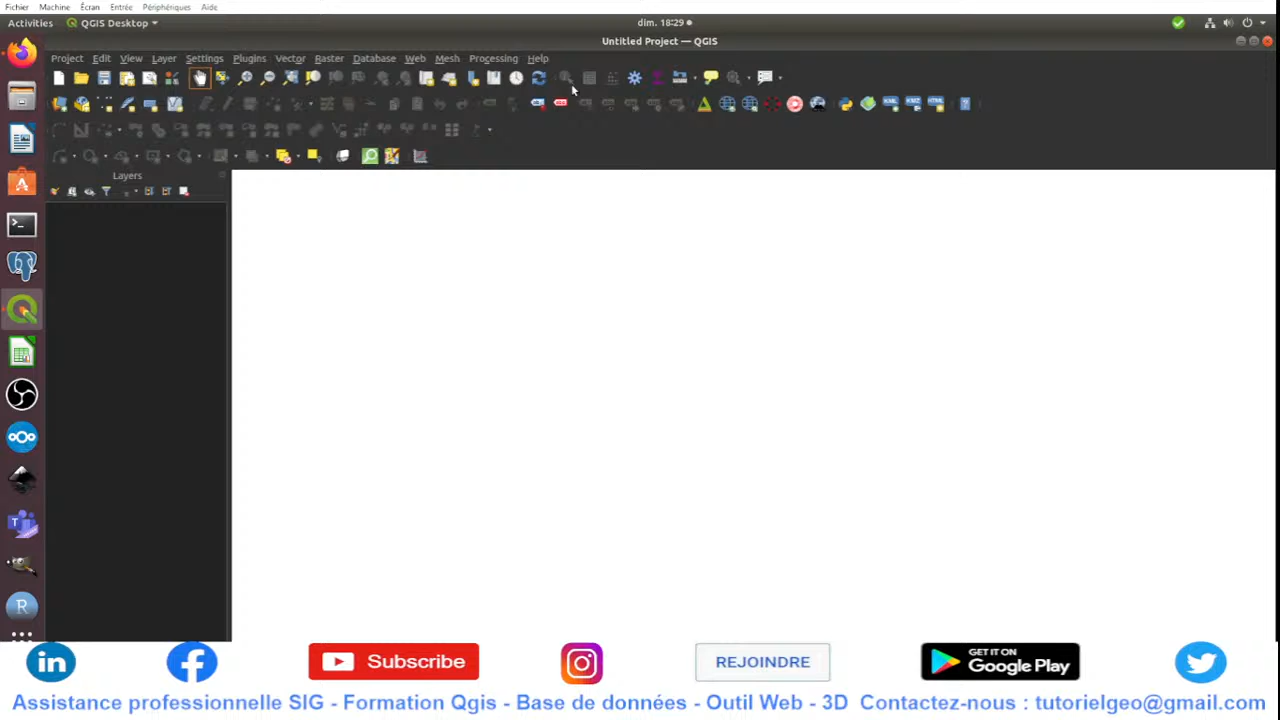 Fichier Machine Écran Entrée Périphériques Aide
Activities QGIS Desktop dim. 18:29
Untitled Project — QGIS
Project Edit View Layer Settings Plugins Vector Raster Database Web Mesh Processing Help
Layers
Subscribe
REJOINDRE
GET IT ON
Google Play
Assistance professionnelle SIG - Formation Qgis - Base de données - Outil Web - 3D Contactez-nous : tutorielgeo@gmail.com